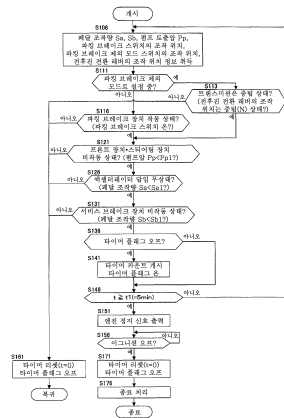 개시
S106
페달 조작량 Sa, Sb, 펌프 토출압 Pp,
파킹 브레이크 스위치의 조작 위치,
파킹 브레이크 제외 모드 스위치의 조작 위치,
전후진 전환 레버의 조작 위치 정보 취득
S111
파킹 브레이크 제외
모드로 설정 중?
예
아니오
S113
트랜스미션은 중립 상태?
(전후진 전환 레버의 조작
위치는 중립(N) 상태?)
아니오
예
S116
파킹 브레이크 장치 작동 상태?
(파킹 브레이크 스위치 온?)
아니오
예
S121
프론트 장치·스티어링 장치
비작동 상태? (펌프압 Pp<Pp1?)
아니오
예
S126
액셀러레이터 답입 무상태?
(페달 조작량 Sa<Sa1?)
아니오
예
S131
서비스 브레이크 장치 비작동 상태?
(페달 조작량 Sb<Sb1?)
아니오
예
S136
타이머 플래그 오프?
아니오
예
S141
타이머 카운트 개시
타이머 플래그 온
S146
t ≧ t1(=5min)
아니오
예
S151
엔진 정지 신호 출력
S156
이그니션 오프?
아니오
예
S161
타이머 리셋(t=0)
타이머 플래그 오프
복귀
S171
타이머 리셋(t=0)
타이머 플래그 오프
S176
종료 처리
종료